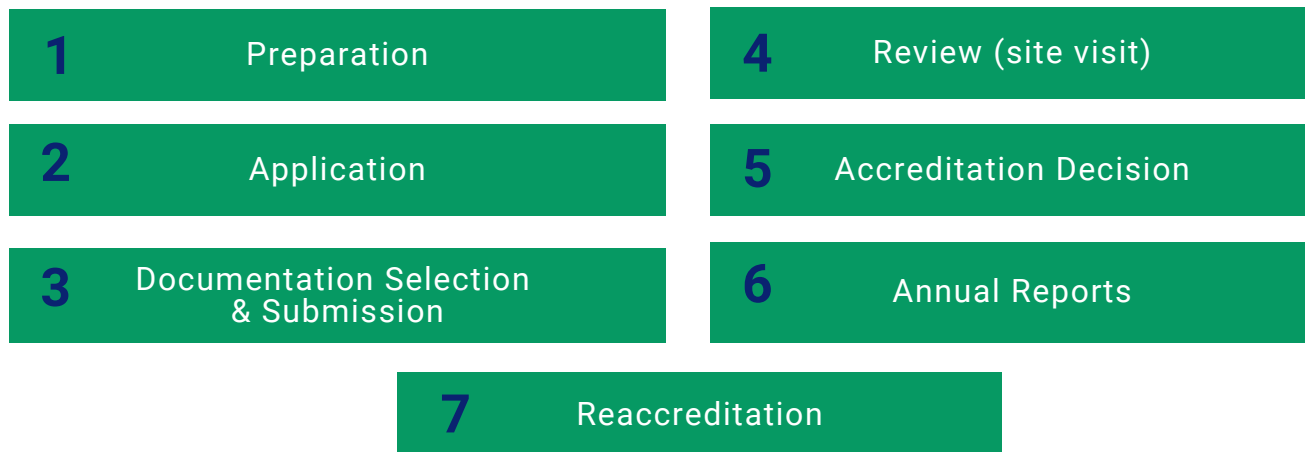 1 Preparation
2 Application
3 Documentation Selection
& Submission
4 Review (site visit)
5 Accreditation Decision
6 Annual Reports
7 Reaccreditation